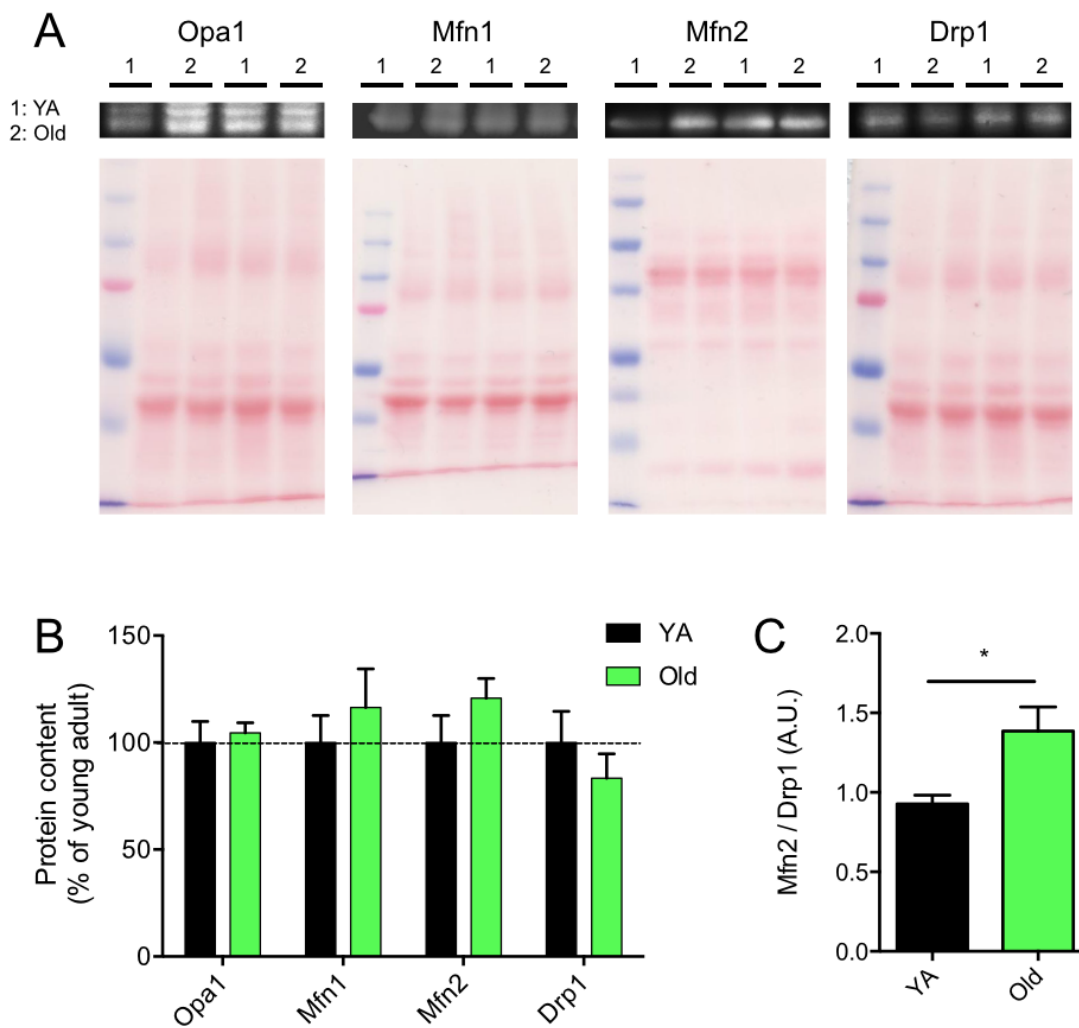 A
Opa1 Mfn1 Mfn2 Drp1
1 2 1 2 1 2 1 2 1 2 1 2 1 2 1 2
1: YA
2: Old
B
Protein content
(% of young adult)
150
100
50
0
YA
Old
Opa1 Mfn1 Mfn2 Drp1
C
Mfn2 / Drp1 (A.U.)
2.0
1.5
1.0
0.5
0.0
*
YA Old